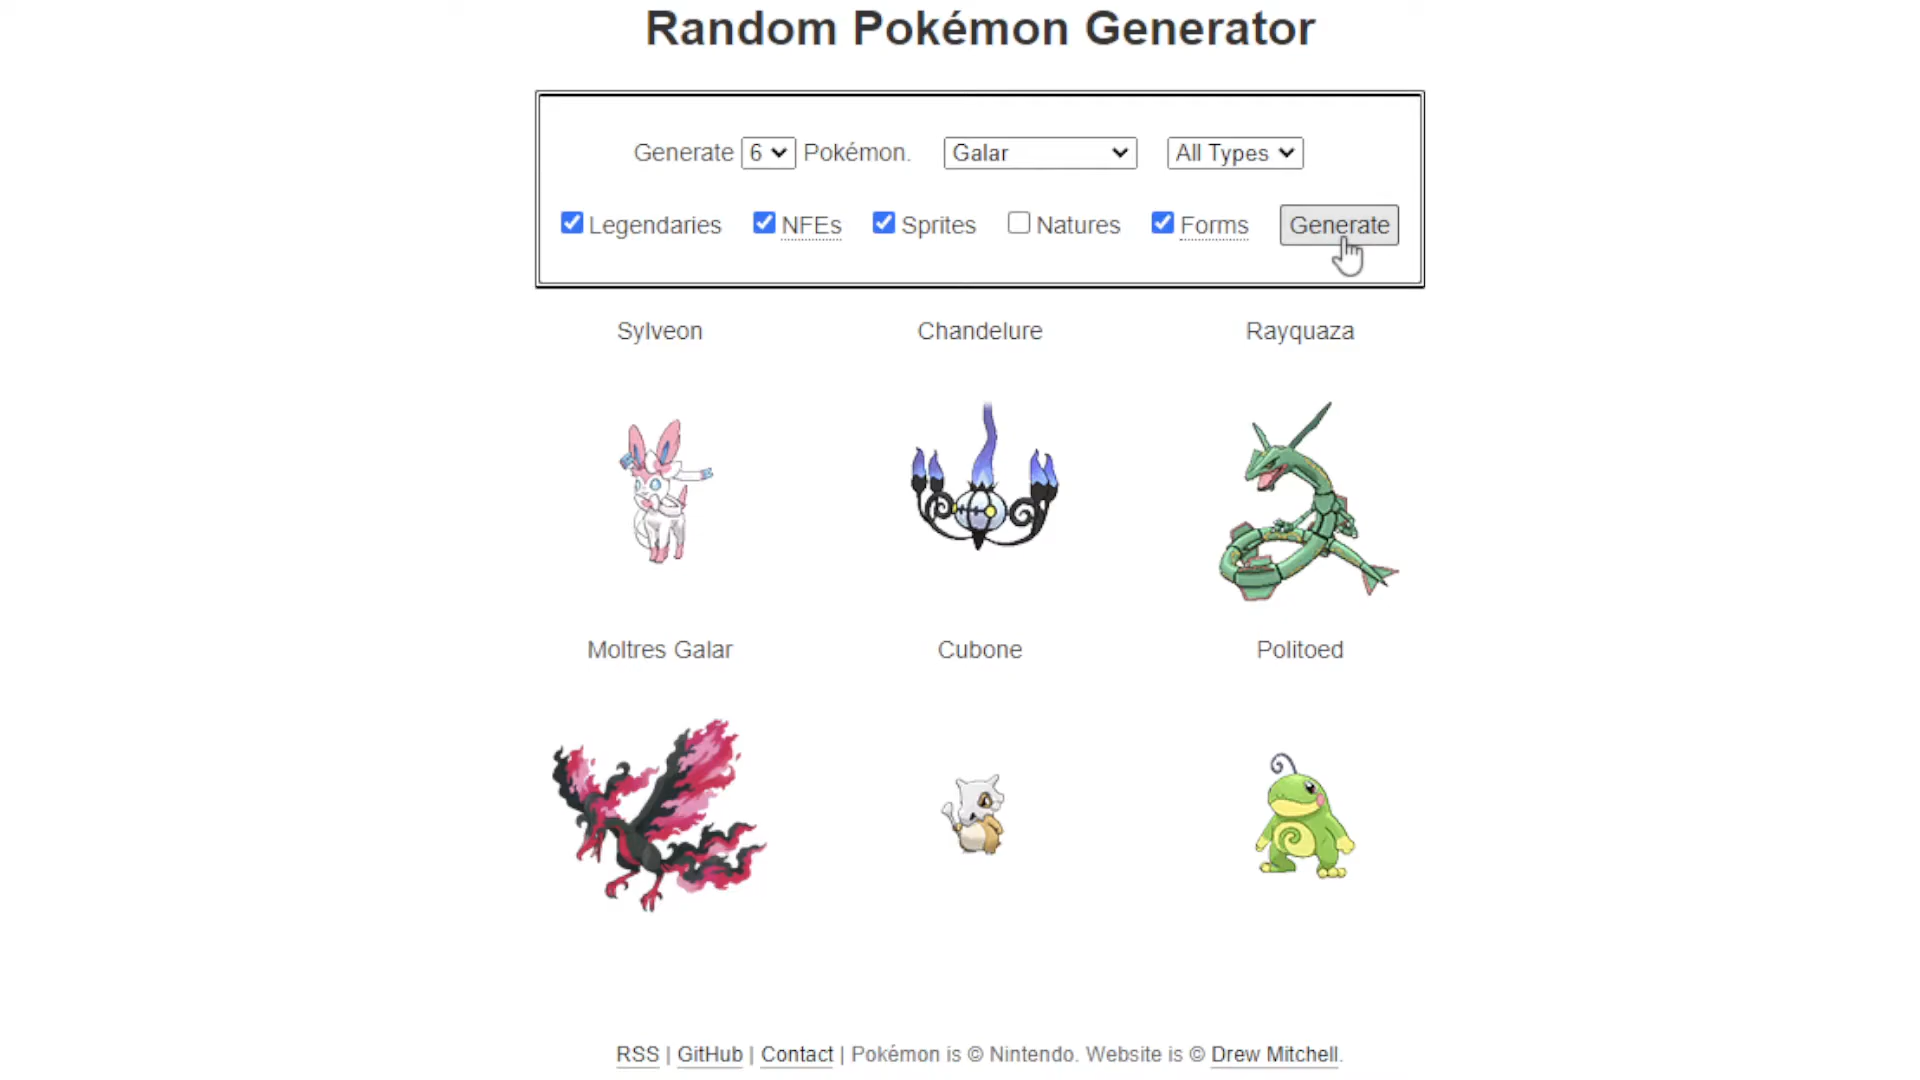 Random Pokémon Generator
Generate 6 Pokémon. Galar All Types
Legendaries NFEs Sprites Natures Forms Generate
Sylveon Chandelure Rayquaza
Moltres Galar Cubone Politoed
RSS | GitHub | Contact | Pokémon is © Nintendo. Website is © Drew Mitchell.